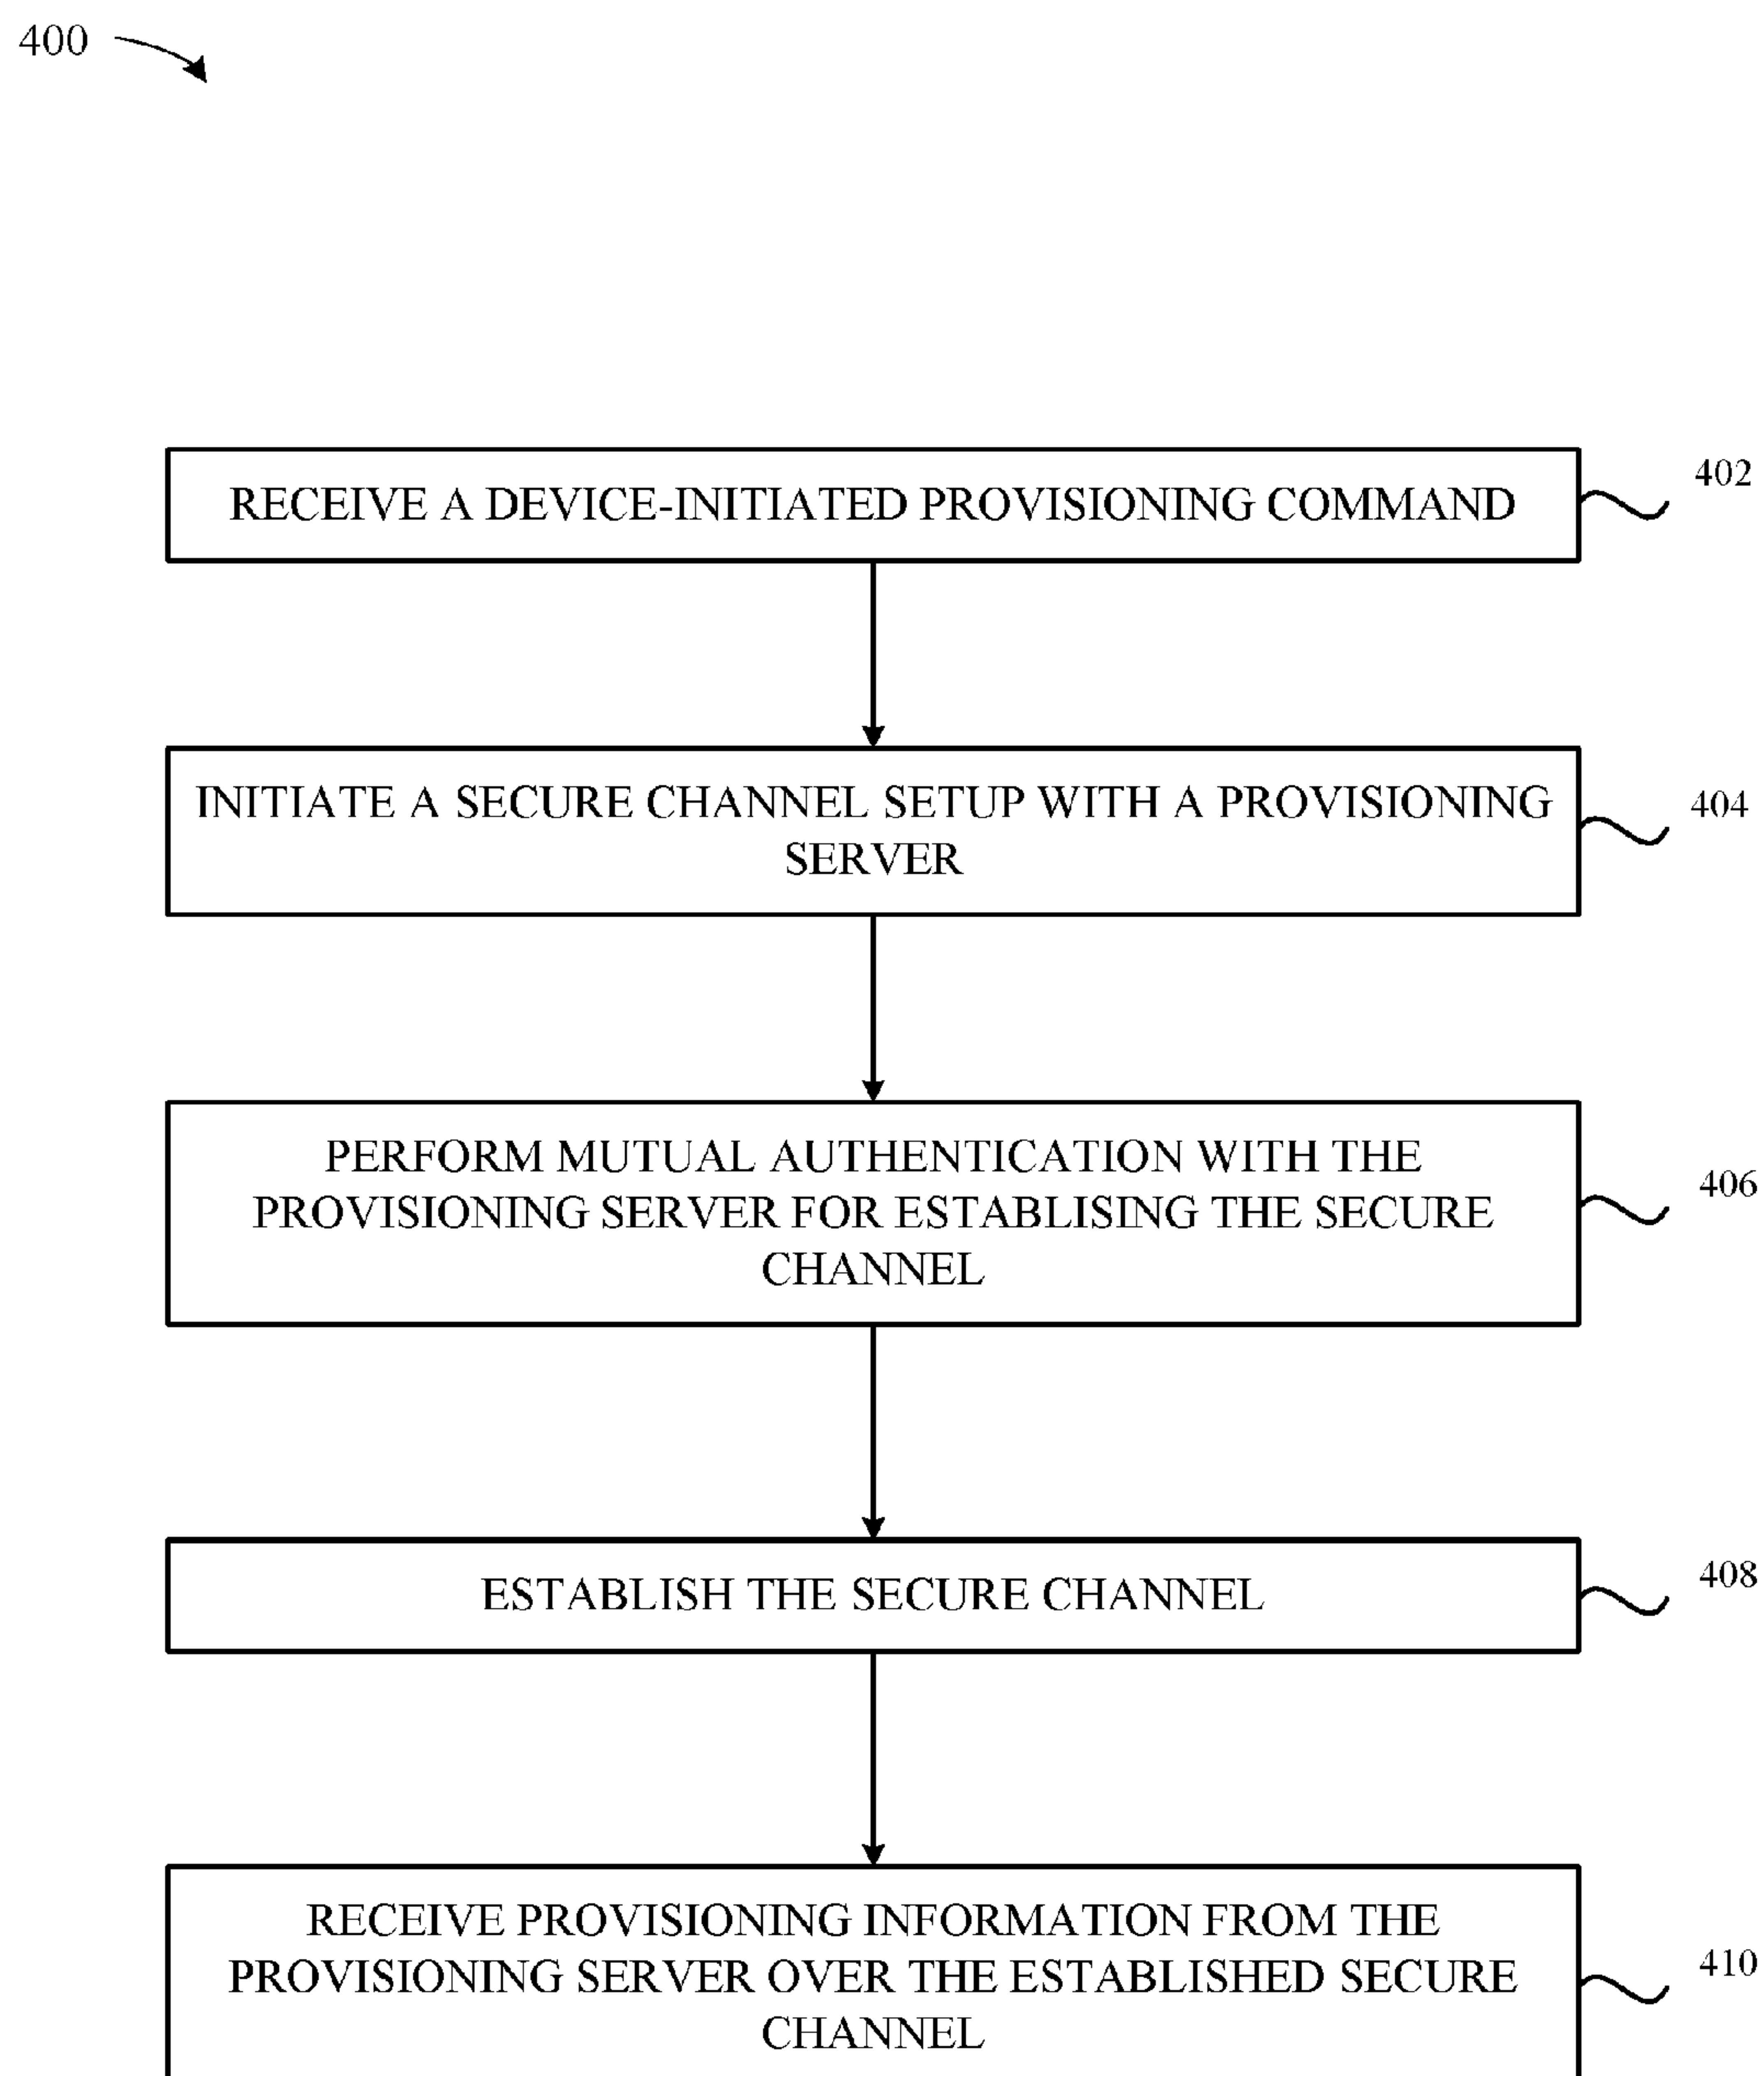 400
RECEIVE A DEVICE-INITIATED PROVISIONING COMMAND
402
INITIATE A SECURE CHANNEL SETUP WITH A PROVISIONING
SERVER
404
PERFORM MUTUAL AUTHENTICATION WITH THE
PROVISIONING SERVER FOR ESTABLISING THE SECURE
CHANNEL
406
ESTABLISH THE SECURE CHANNEL
408
RECEIVE PROVISIONING INFORMATION FROM THE
PROVISIONING SERVER OVER THE ESTABLISHED SECURE
CHANNEL
410